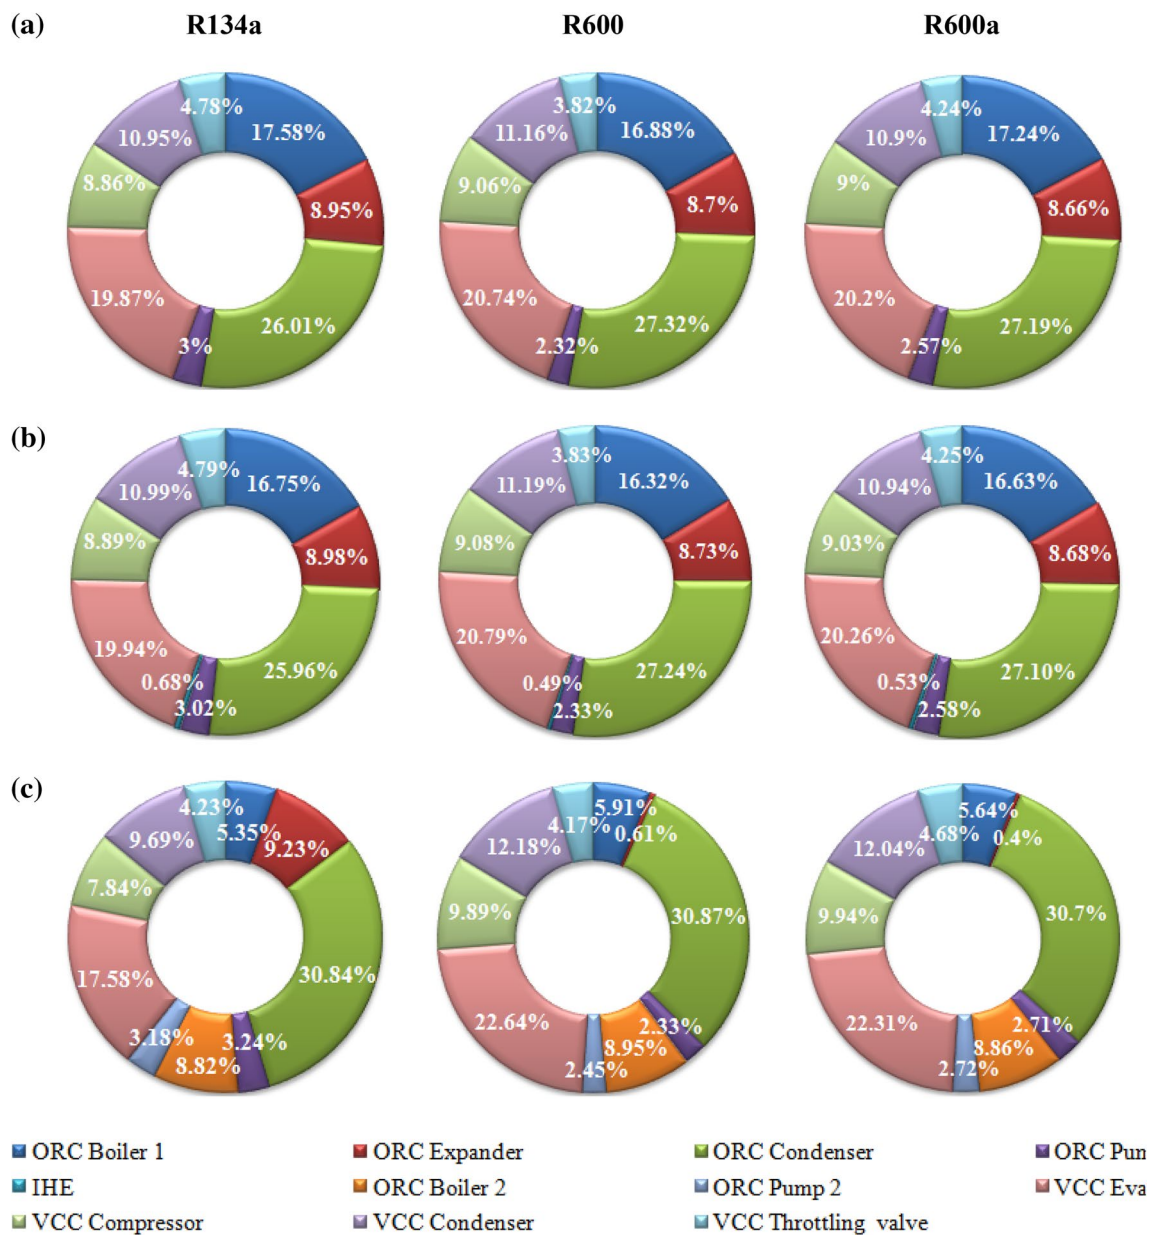 (a) R134a R600 R600a
4.78% 17.58% 8.95% 26.01% 3% 19.87% 8.86% 10.95%
3.82% 16.88% 8.7% 27.32% 2.32% 20.74% 9.06% 11.16%
4.24% 17.24% 8.66% 27.19% 2.57% 20.2% 9% 10.9%
(b)
4.79% 16.75% 8.98% 25.96% 3.02% 0.68% 19.94% 8.89% 10.99%
3.83% 16.32% 8.73% 27.24% 2.33% 0.49% 20.79% 9.08% 11.19%
4.25% 16.63% 8.68% 27.10% 2.58% 0.53% 20.26% 9.03% 10.94%
(c)
4.23% 5.35% 9.23% 30.84% 3.24% 8.82% 3.18% 17.58% 7.84% 9.69%
4.17% 5.91% 0.61% 30.87% 2.33% 8.95% 2.45% 22.64% 9.89% 12.18%
4.68% 5.64% 0.4% 30.7% 2.71% 8.86% 2.72% 22.31% 9.94% 12.04%
ORC Boiler 1 ORC Expander ORC Condenser ORC Pun
IHE ORC Boiler 2 ORC Pump 2 VCC Eva
VCC Compressor VCC Condenser VCC Throttling valve